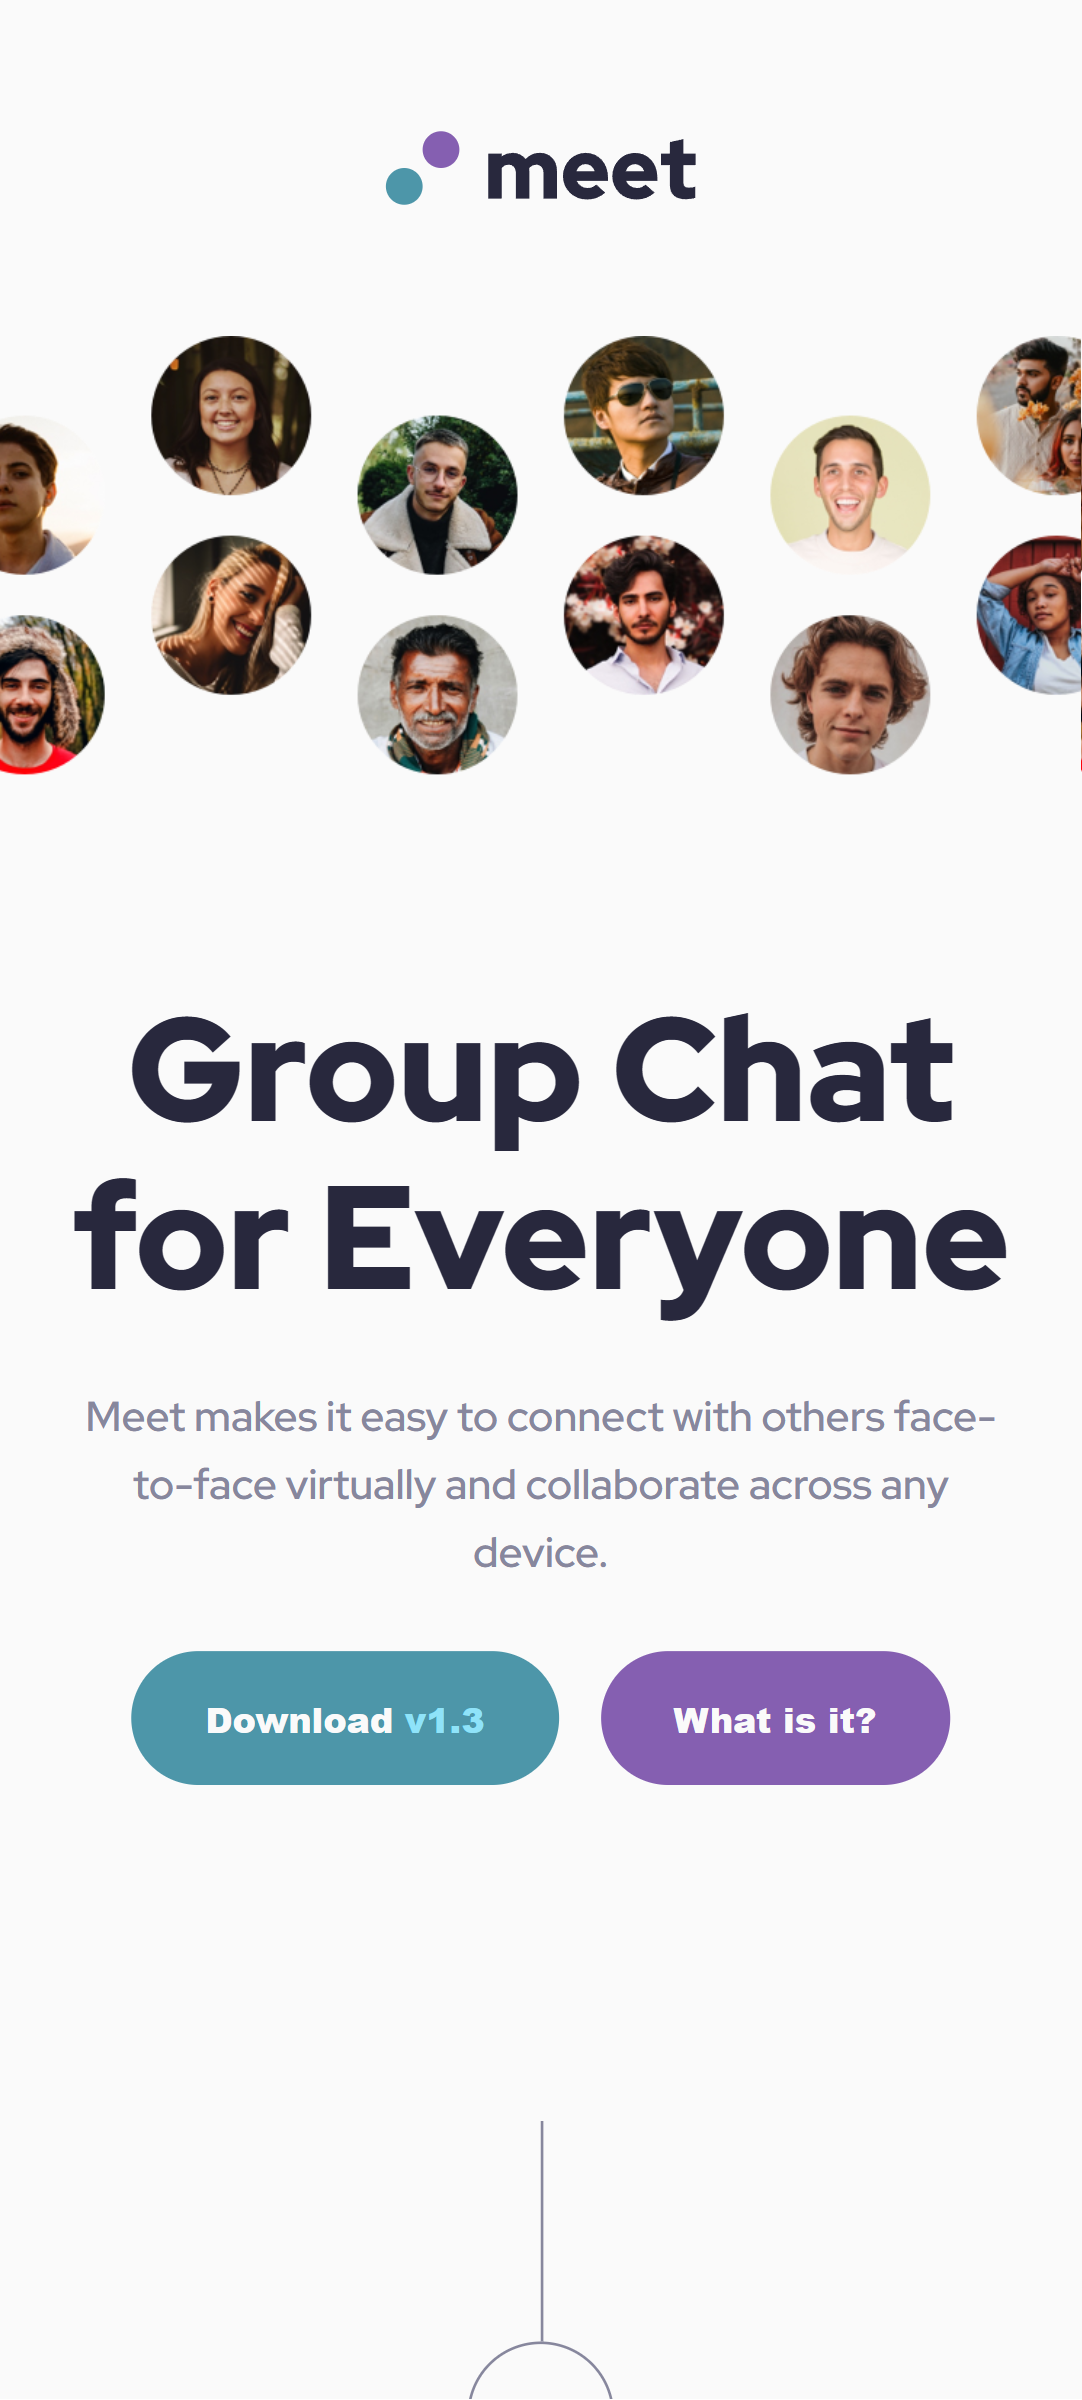 meet
Group Chat
for Everyone
Meet makes it easy to connect with others face-
to-face virtually and collaborate across any
device.
Download v1.3
What is it?